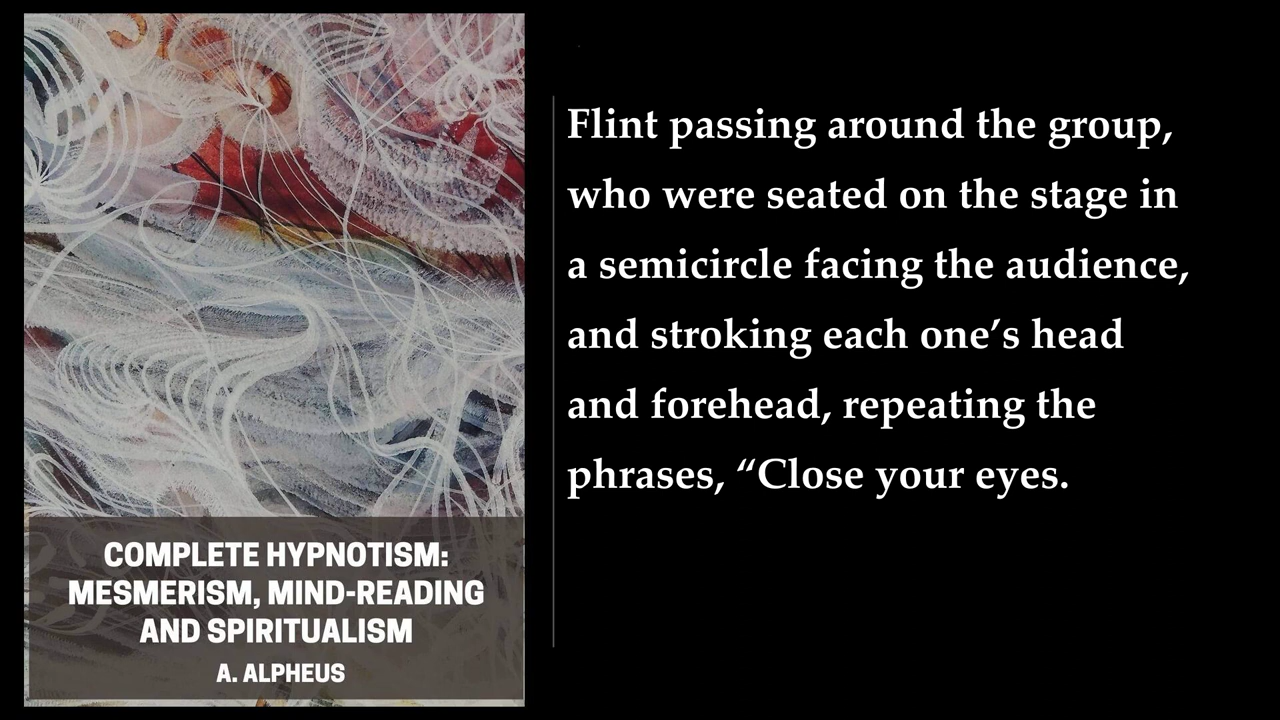 COMPLETE HYPNOTISM:
MESMERISM, MIND-READING
AND SPIRITUALISM
A. ALPHEUS
Flint passing around the group,
who were seated on the stage in
a semicircle facing the audience,
and stroking each one’s head
and forehead, repeating the
phrases, “Close your eyes.